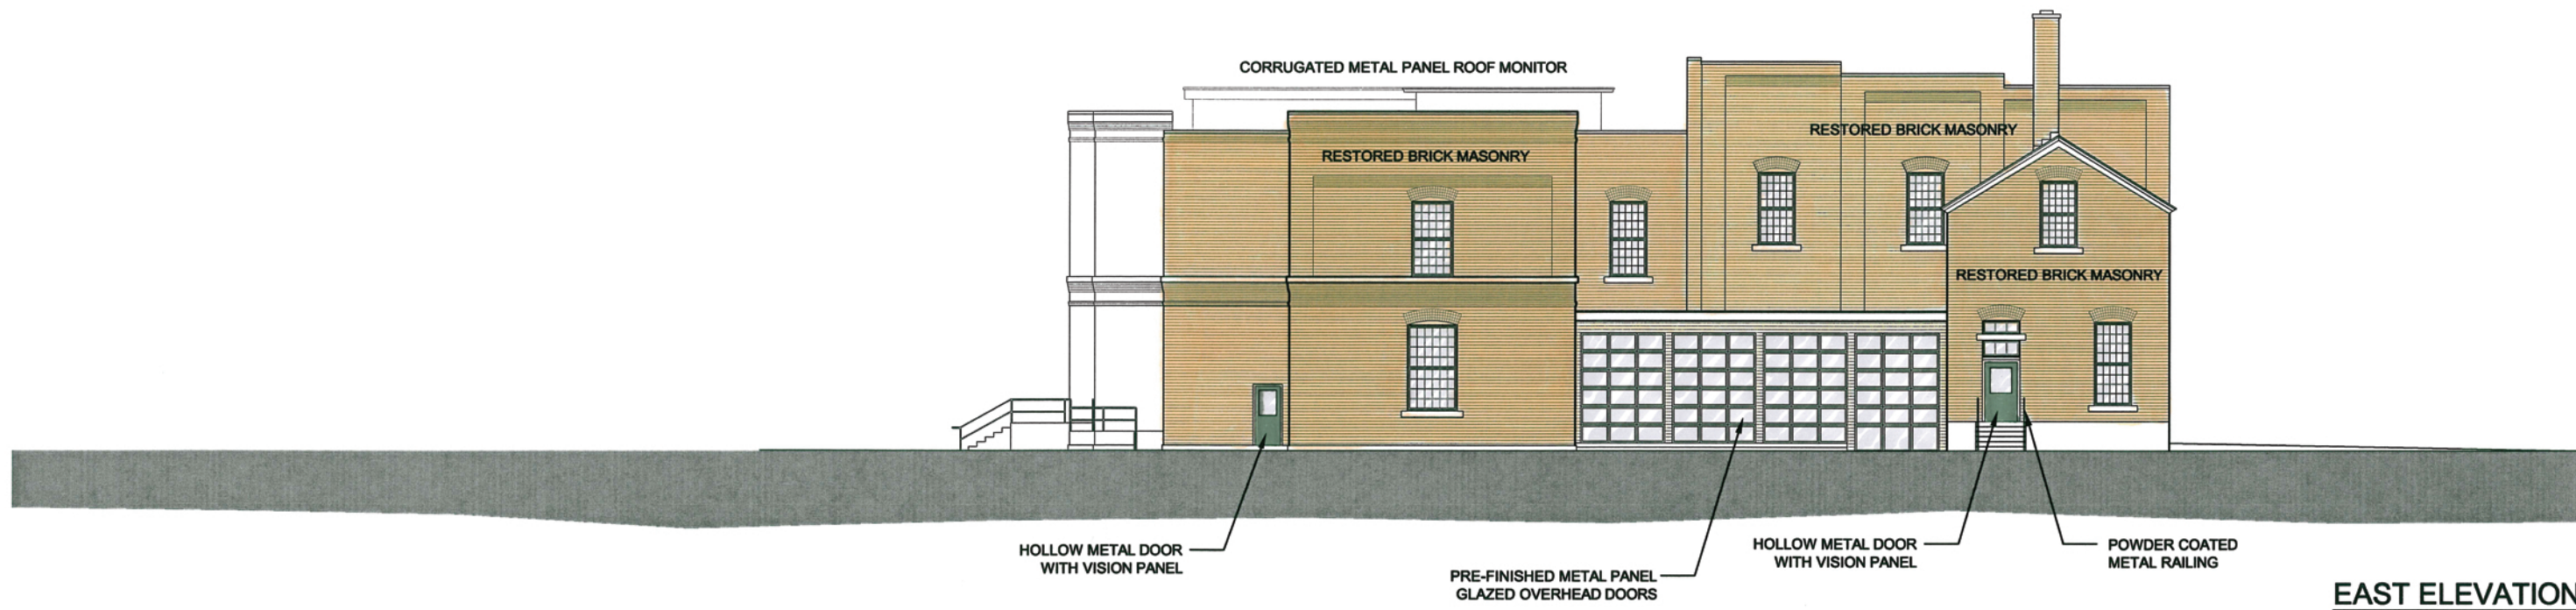 CORRUGATED METAL PANEL ROOF MONITOR
RESTORED BRICK MASONRY
RESTORED BRICK MASONRY
RESTORED BRICK MASONRY
HOLLOW METAL DOOR
WITH VISION PANEL
PRE-FINISHED METAL PANEL
GLAZED OVERHEAD DOORS
HOLLOW METAL DOOR
WITH VISION PANEL
POWDER COATED
METAL RAILING
EAST ELEVATION